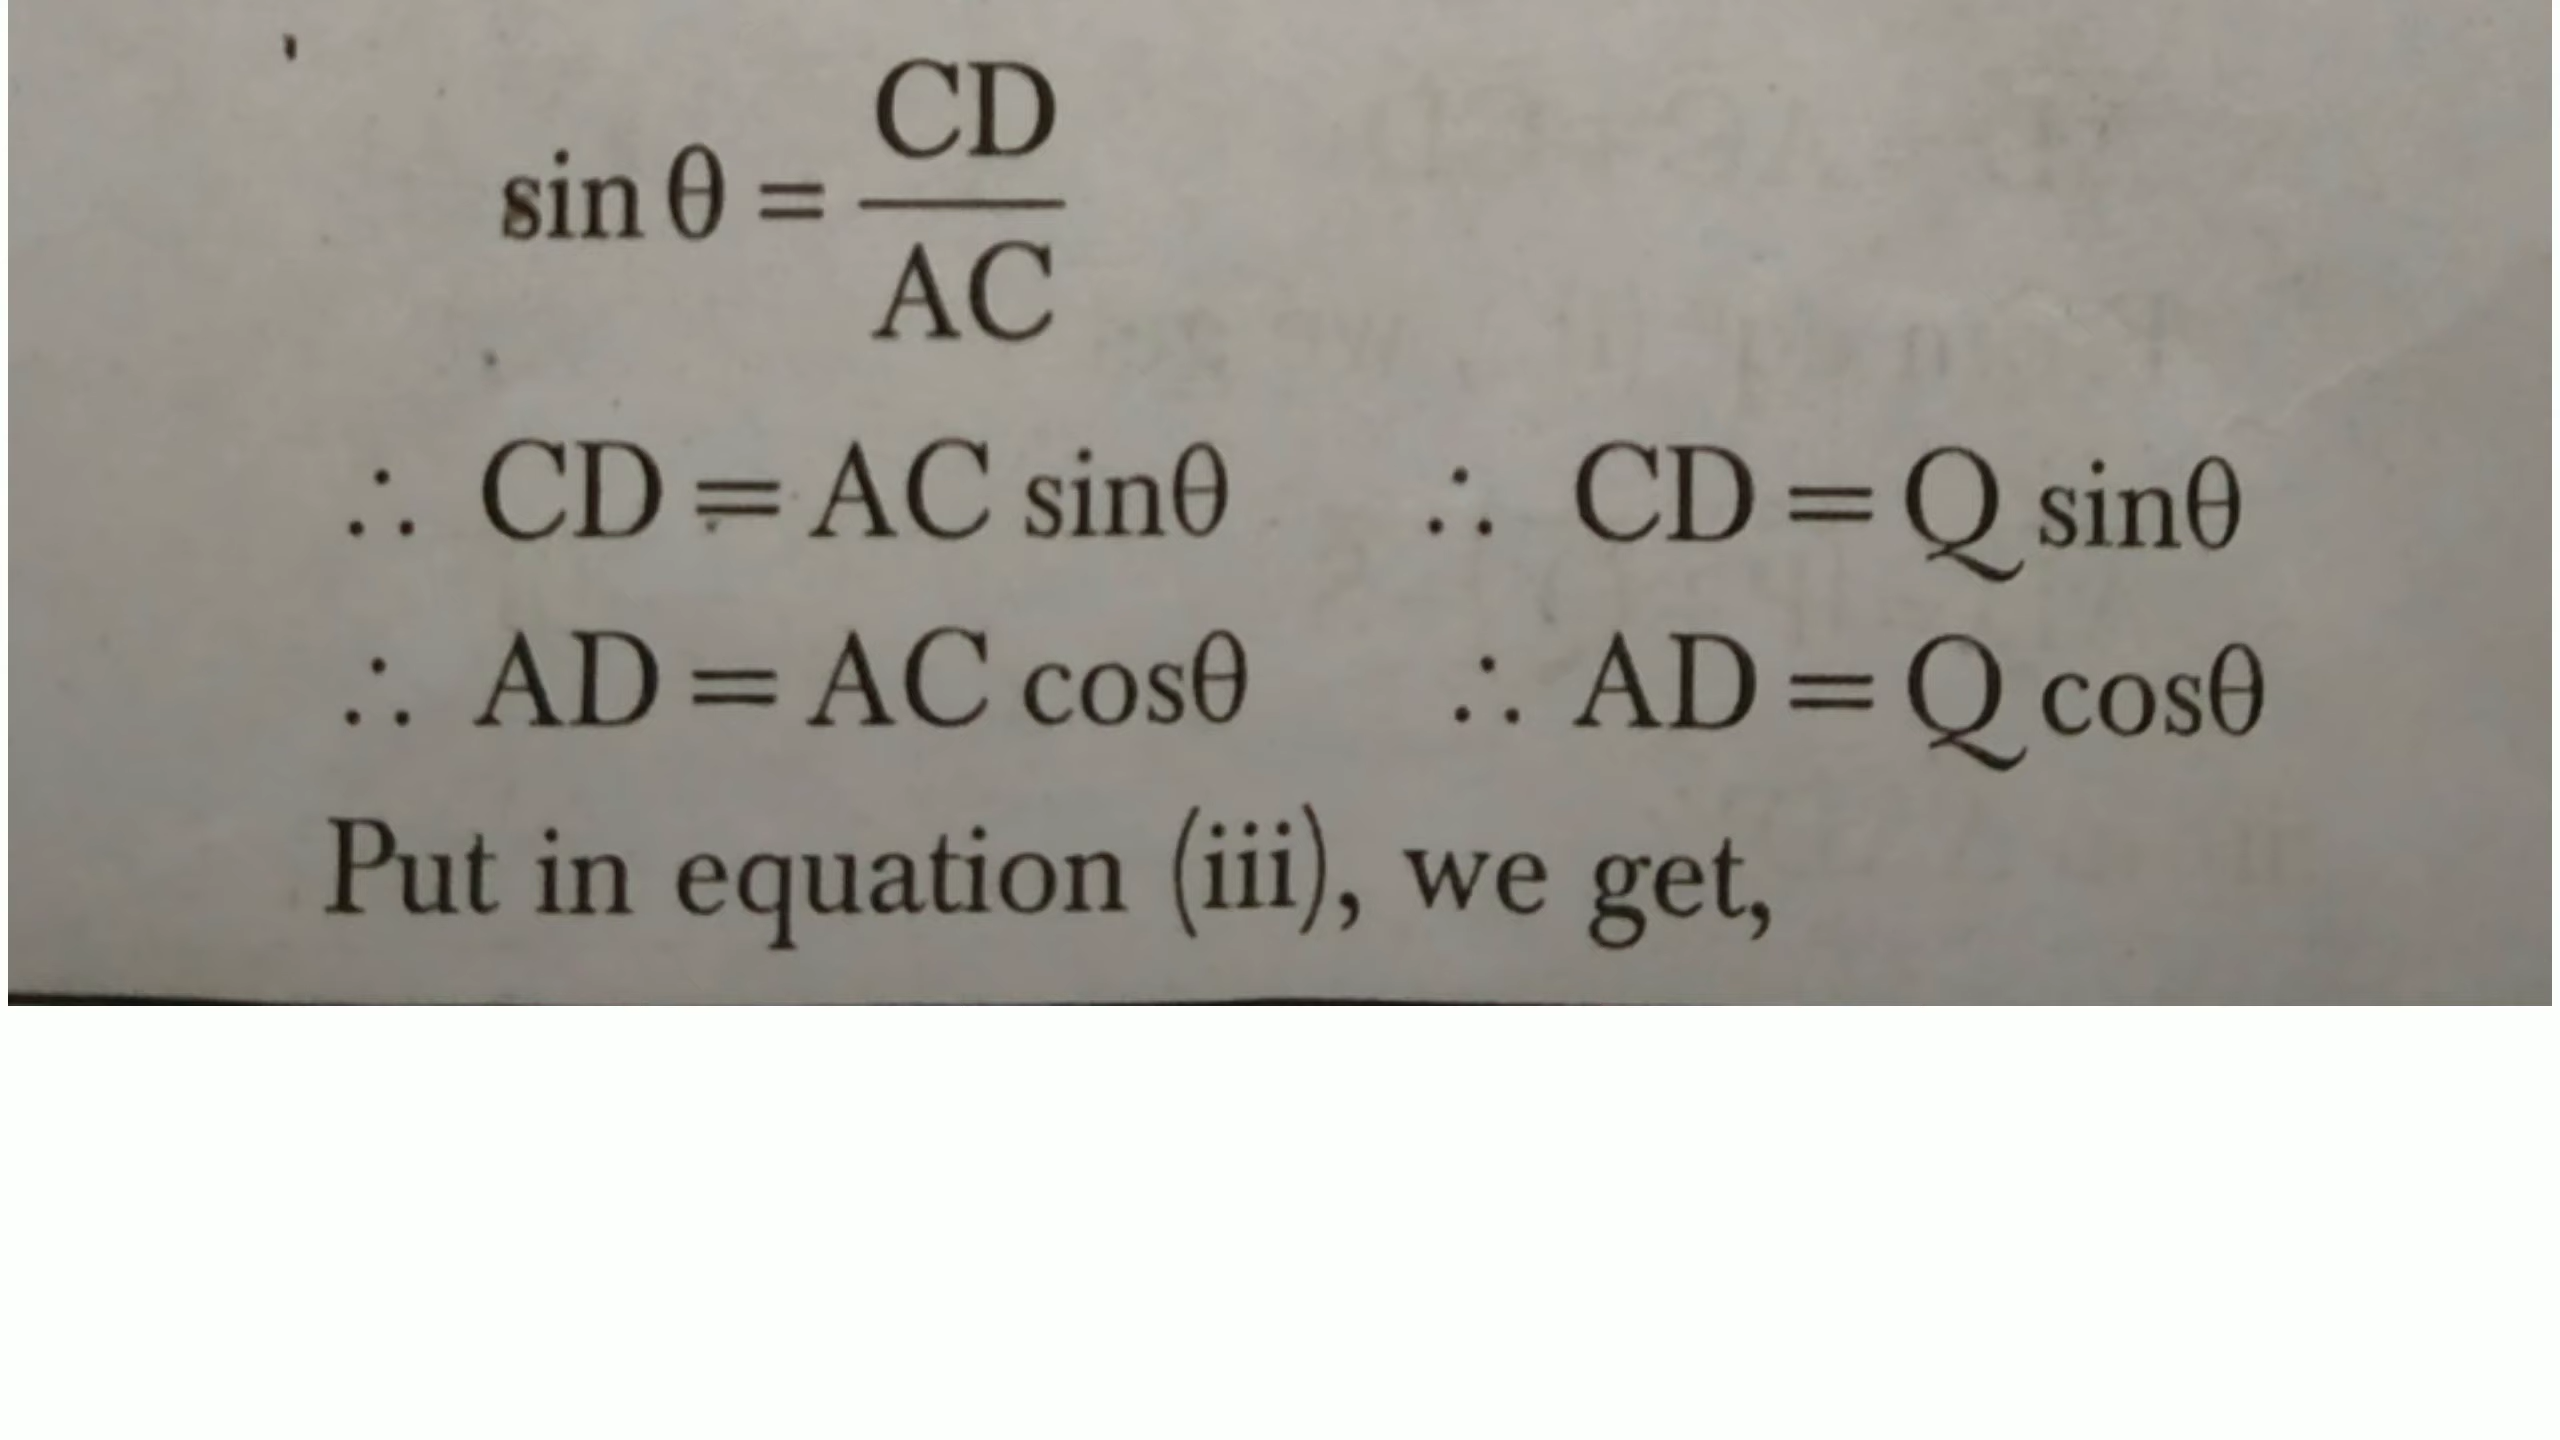 sin θ = CD/AC
∴ CD = AC sinθ ∴ CD = Q sinθ
∴ AD = AC cosθ ∴ AD = Q cosθ
Put in equation (iii), we get,